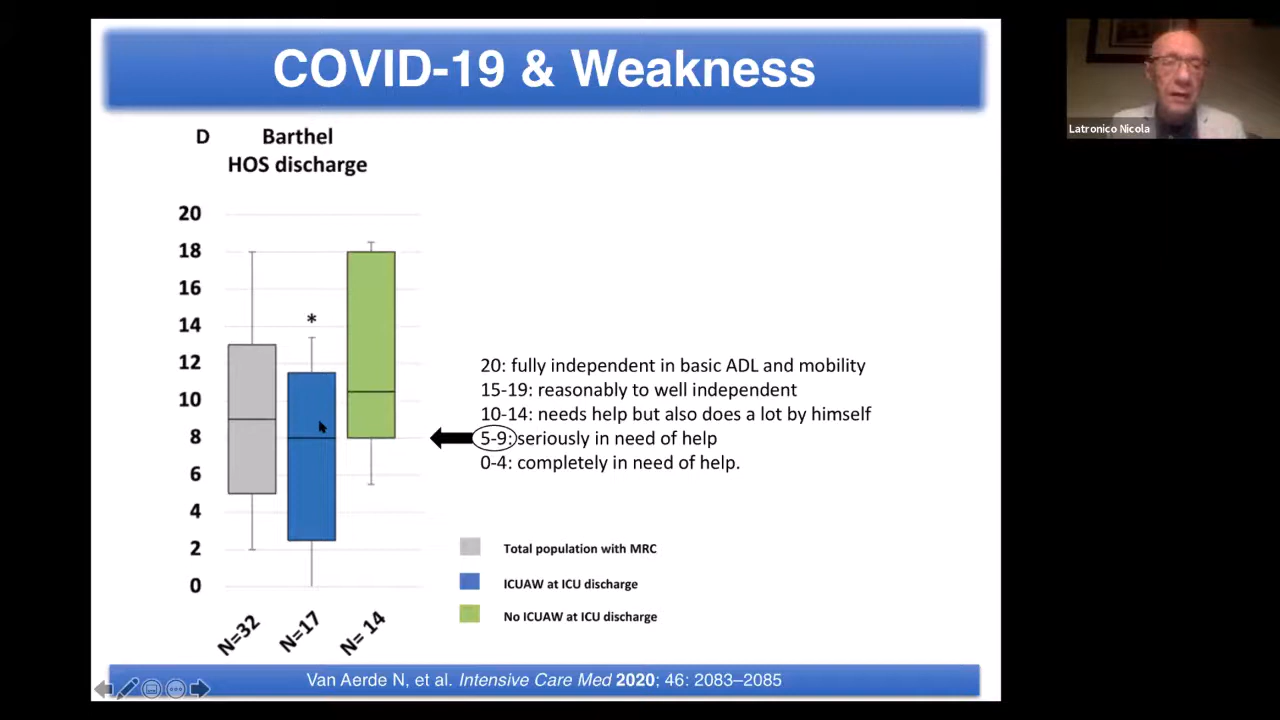 COVID-19 & Weakness
Latronico Nicola
D Barthel
HOS discharge
20
18
16
14
*
12
10
8
6
4
2
0
N=32
N=17
N= 14
20: fully independent in basic ADL and mobility
15-19: reasonably to well independent
10-14: needs help but also does a lot by himself
5-9: seriously in need of help
0-4: completely in need of help.
Total population with MRC
ICUAW at ICU discharge
No ICUAW at ICU discharge
Van Aerde N, et al. Intensive Care Med 2020; 46: 2083–2085